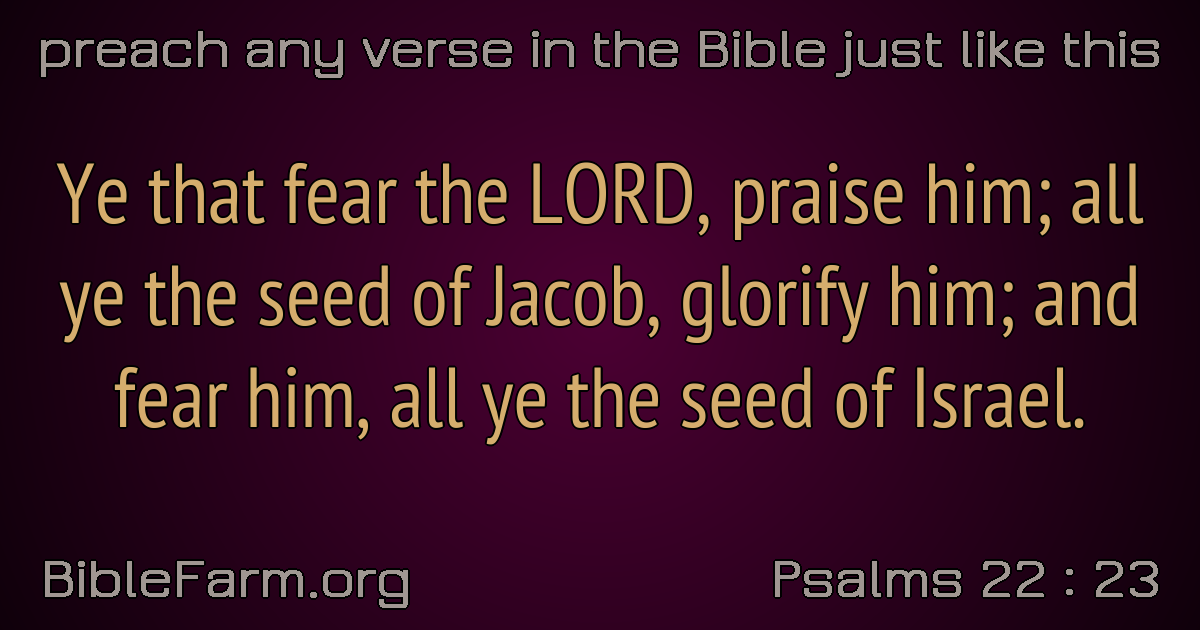 preach any verse in the Bible just like this
Ye that fear the LORD, praise him; all
ye the seed of Jacob, glorify him; and
fear him, all ye the seed of Israel.
BibleFarm.org
Psalms 22 : 23